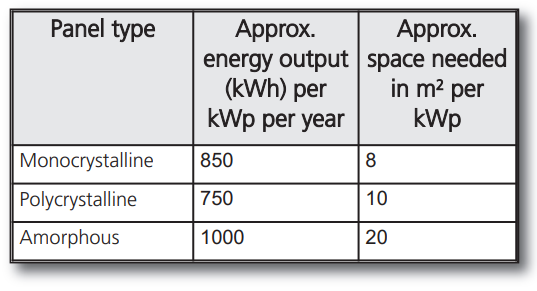 Panel type
Approx.
energy output
(kWh) per
kWp per year
Approx.
space needed
in m² per
kWp
Monocrystalline 850 8
Polycrystalline 750 10
Amorphous 1000 20